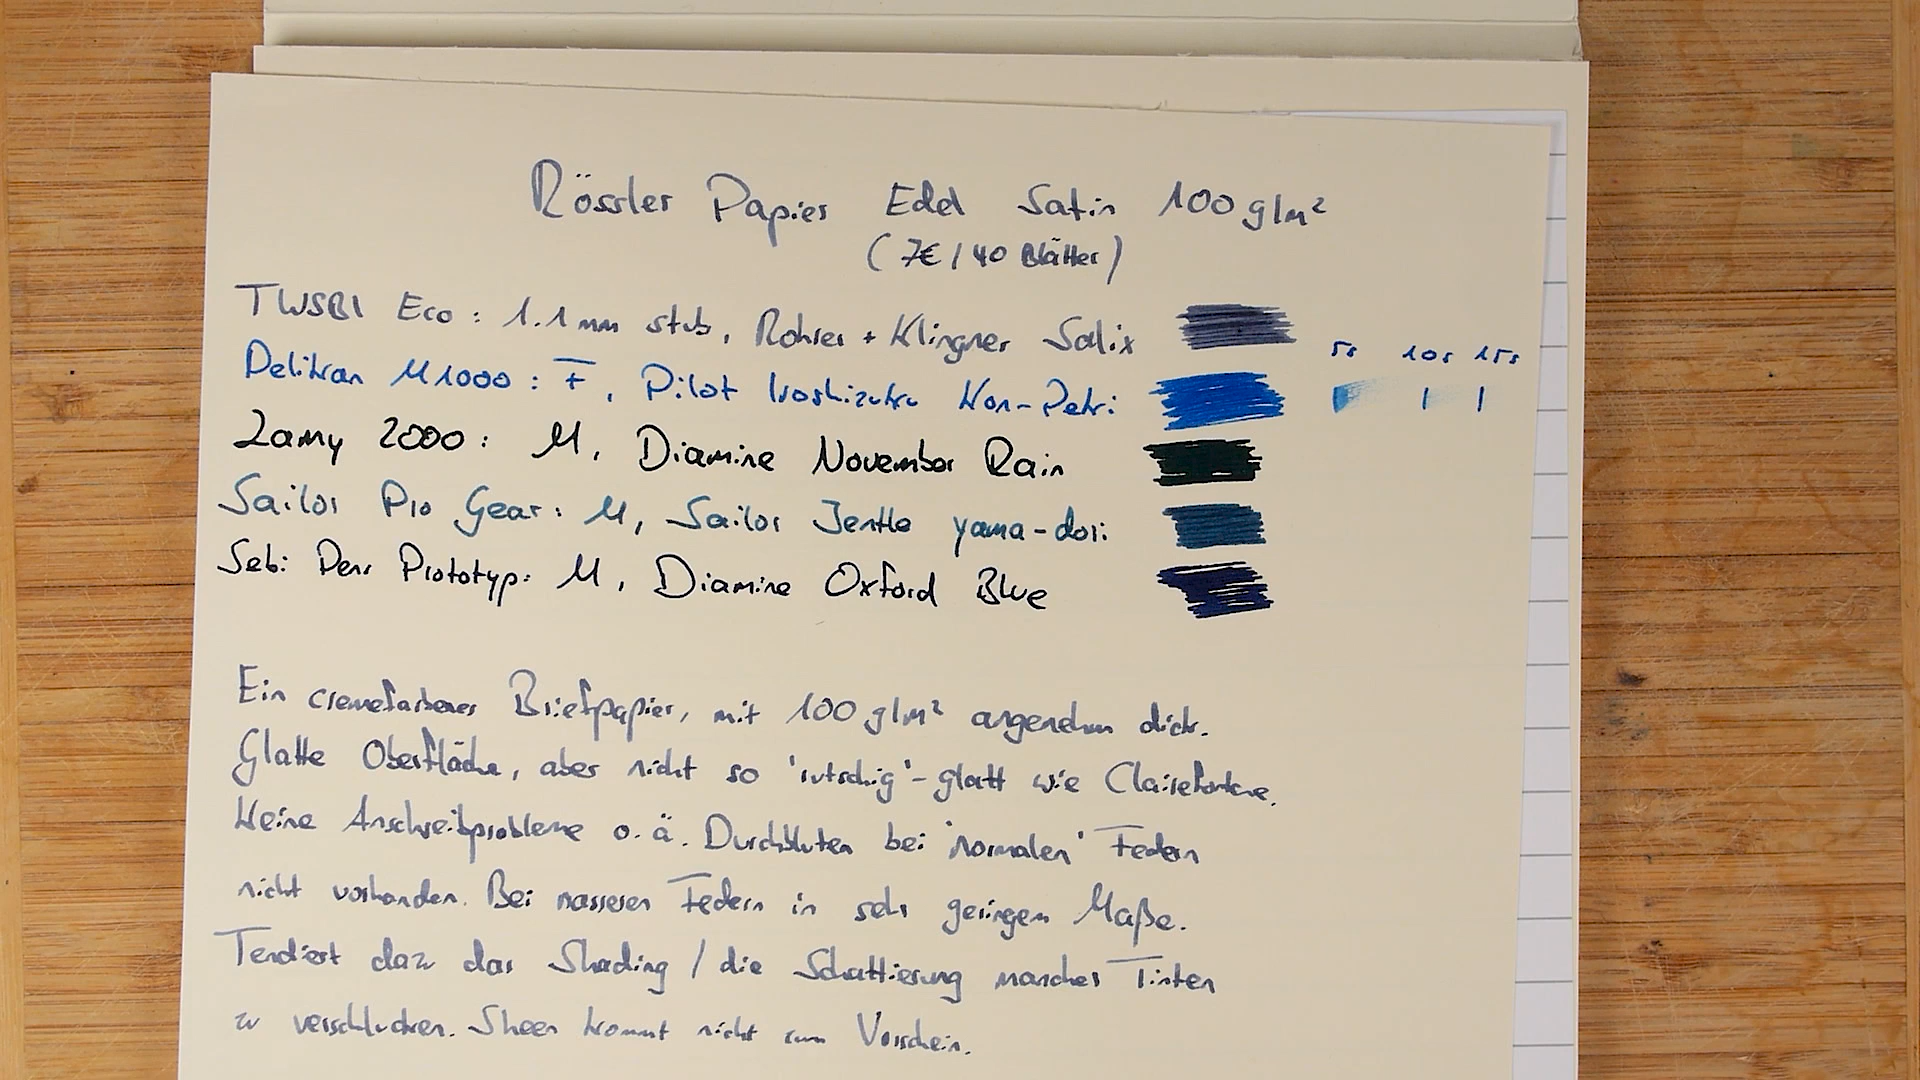 Rössler Papier Edel Satin 100 g/m²
(7€/40 Blätter)
TWSBI Eco: 1.1 mm stub, Rohrer + Klingner Salix
5s 10s 15s
Pelikan M1000: F, Pilot Iroshizuku Kon-Peki
Lamy 2000: M, Diamine November Rain
Sailor Pro Gear: M, Sailor Jentle yama-dori
Sebi Pens Prototyp: M, Diamine Oxford Blue
Ein cremefarbenes Briefpapier, mit 100 g/m² angenehm dick.
Glatte Oberfläche, aber nicht so 'rutschig'-glatt wie Clairefontaine.
Keine Anschreibprobleme o.ä. Durchbluten bei 'normalen' Federn
nicht vorhanden. Bei nasseren Federn in sehr geringem Maße.
Tendiert dazu das Shading / die Schattierung mancher Tinten
zu verschlucken. Sheen kommt nicht zum Vorschein.